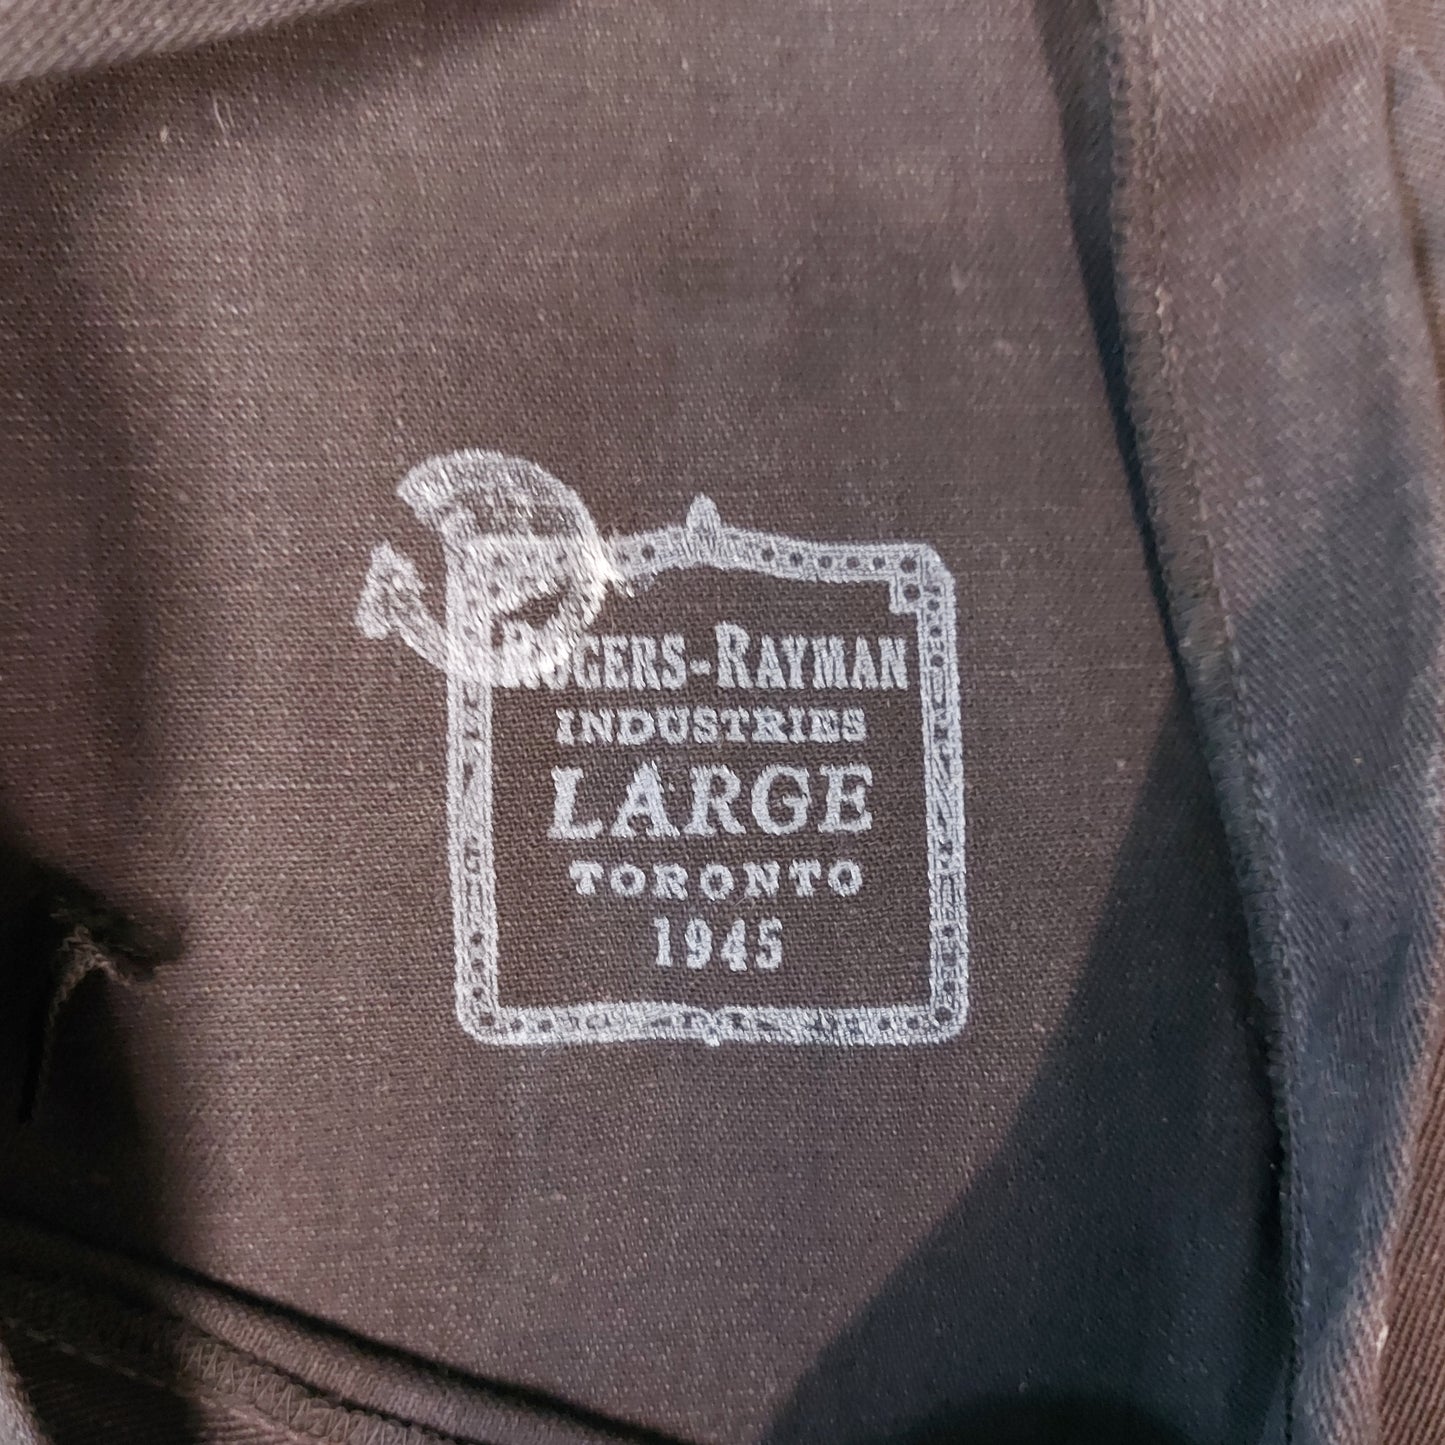 ROGERS-RAYMAN
INDUSTRIES
LARGE
TORONTO
1945